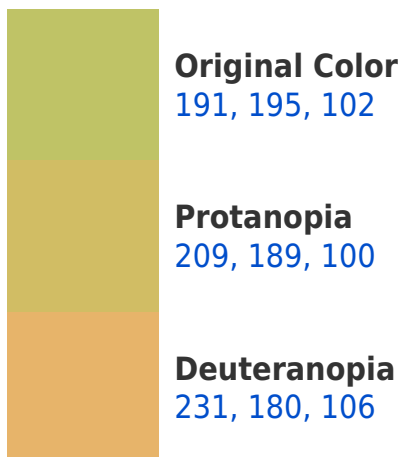 Original Color
191, 195, 102
Protanopia
209, 189, 100
Deuteranopia
231, 180, 106